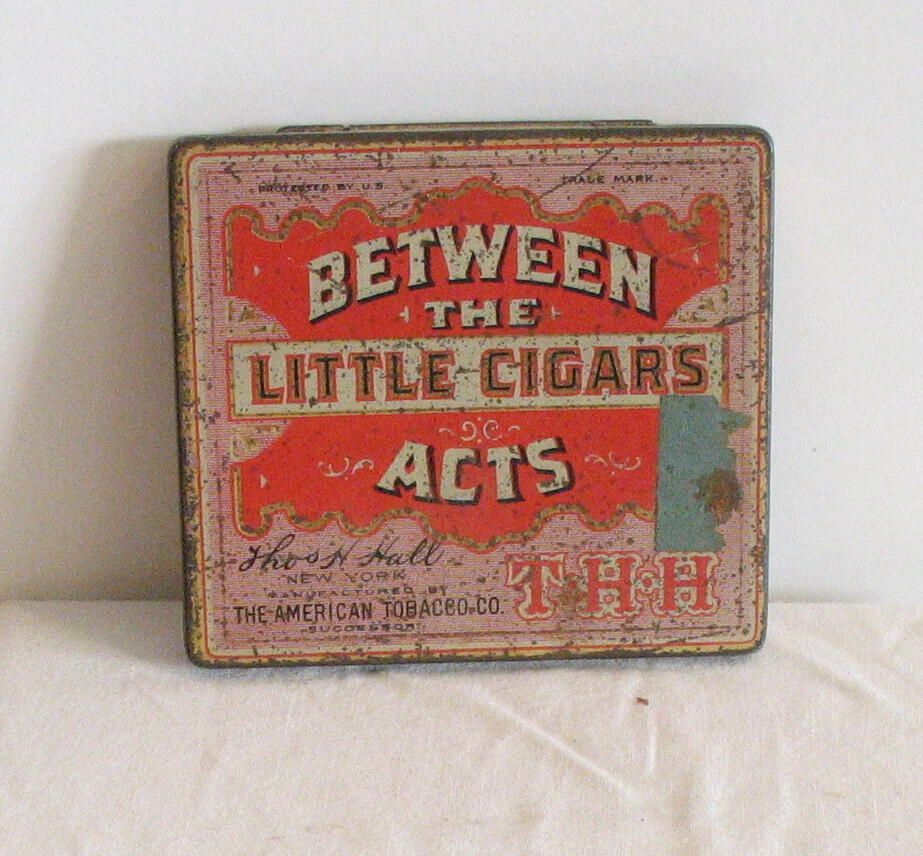 PROTECTED BY U.S. TRADE MARK
BETWEEN
THE
LITTLE CIGARS
ACTS
Thos H Hall
NEW YORK
MANUFACTURED BY
THE AMERICAN TOBACCO CO.
SUCCESSOR
T·H·H